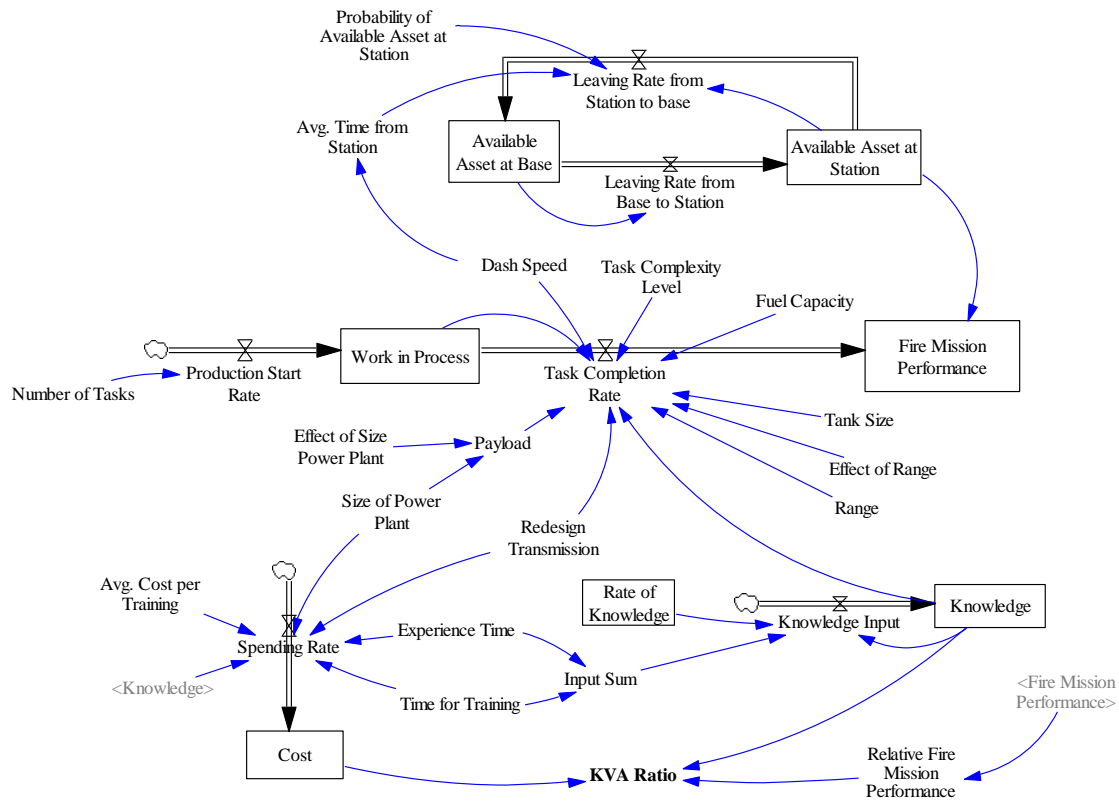 Probability of
Available Asset at
Station
Leaving Rate from
Station to base
Avg. Time from
Station
Available
Asset at Base
Available Asset at
Station
Leaving Rate from
Base to Station
Dash Speed
Task Complexity
Level
Fuel Capacity
Work in Process
Fire Mission
Performance
Number of Tasks
Production Start
Rate
Task Completion
Rate
Tank Size
Effect of Size
Power Plant
Payload
Effect of Range
Range
Size of Power
Plant
Redesign
Transmission
Avg. Cost per
Training
Rate of
Knowledge
Knowledge
Knowledge Input
Experience Time
Spending Rate
Input Sum
<Knowledge>
Time for Training
<Fire Mission
Performance>
Cost
KVA Ratio
Relative Fire
Mission
Performance